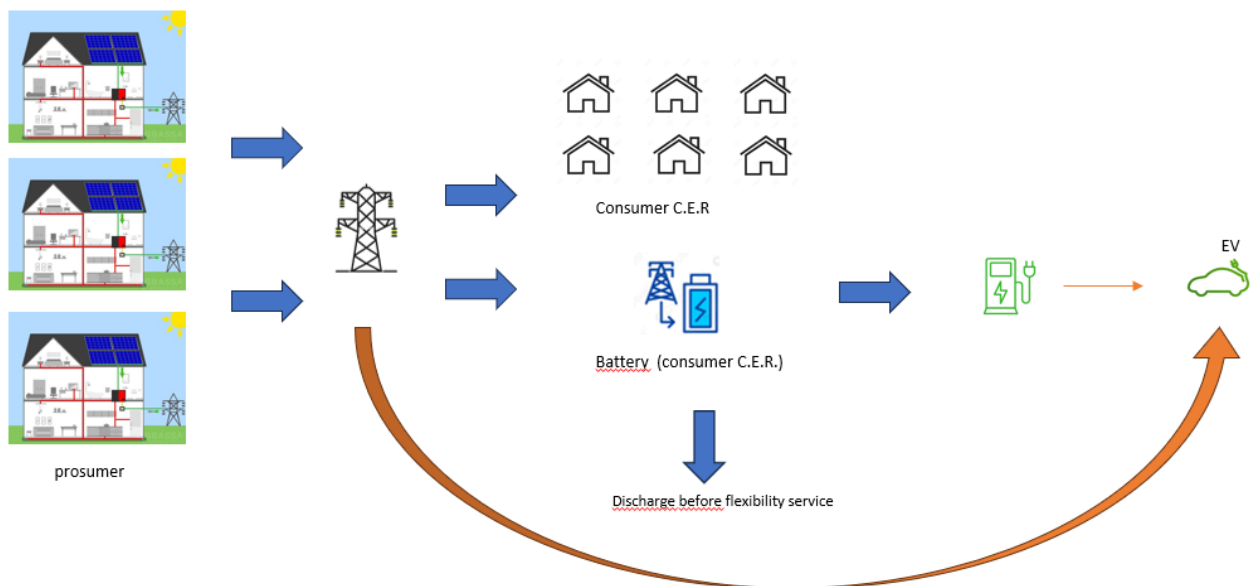 Consumer C.E.R
EV
Battery (consumer C.E.R.)
prosumer
Discharge before flexibility service